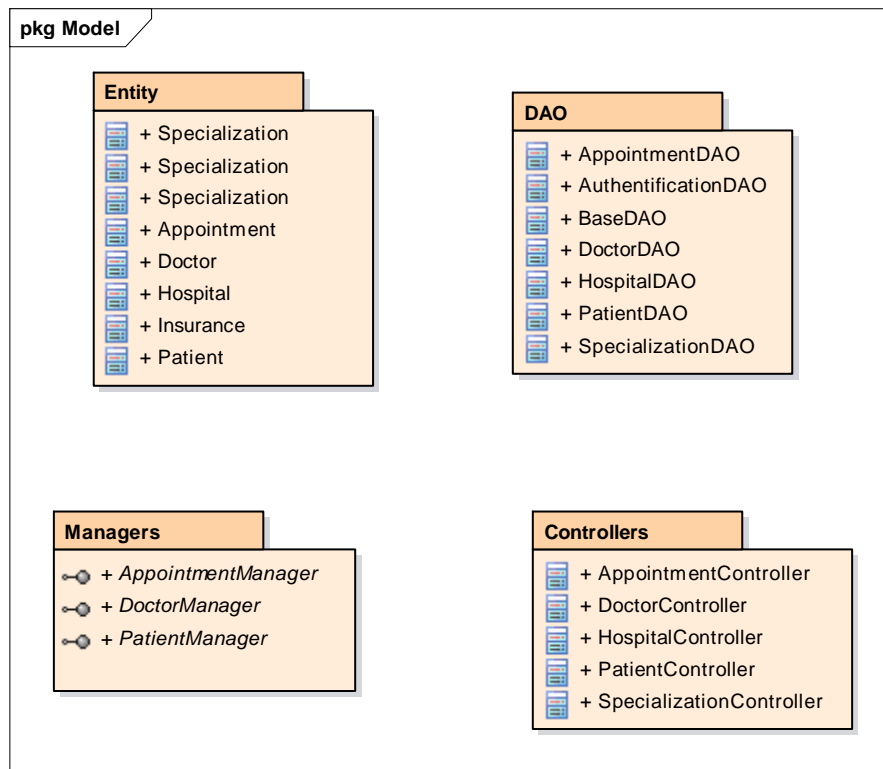 pkg Model
Entity
+ Specialization
+ Specialization
+ Specialization
+ Appointment
+ Doctor
+ Hospital
+ Insurance
+ Patient
DAO
+ AppointmentDAO
+ AuthentificationDAO
+ BaseDAO
+ DoctorDAO
+ HospitalDAO
+ PatientDAO
+ SpecializationDAO
Managers
+ AppointmentManager
+ DoctorManager
+ PatientManager
Controllers
+ AppointmentController
+ DoctorController
+ HospitalController
+ PatientController
+ SpecializationController